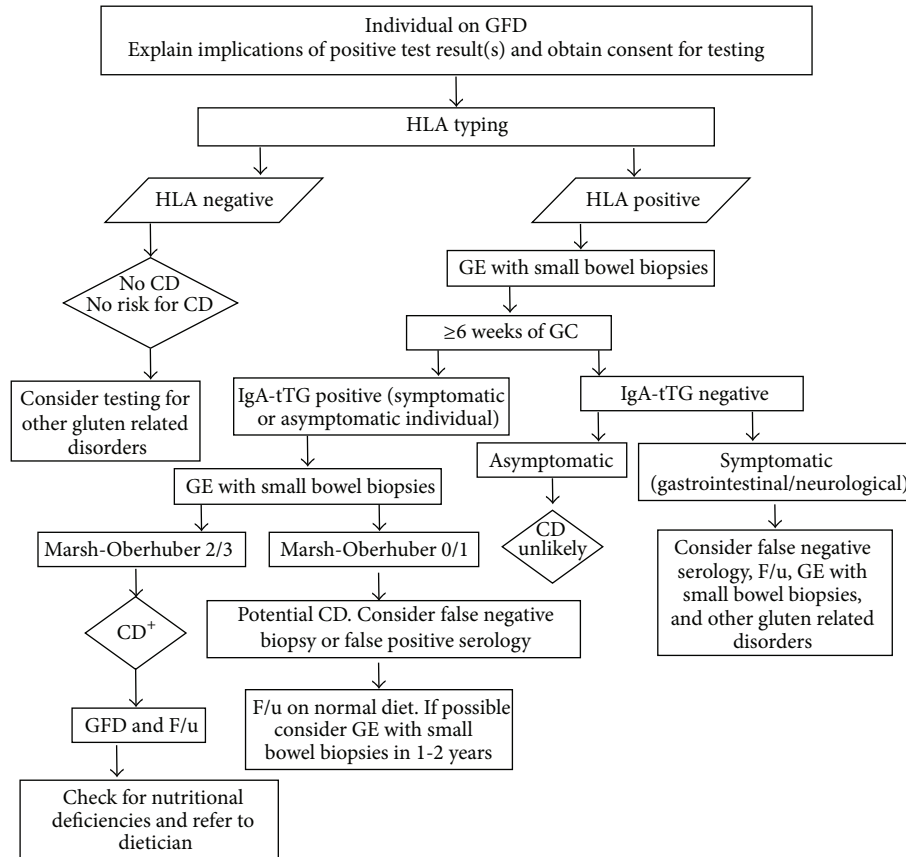 Individual on GFD
Explain implications of positive test result(s) and obtain consent for testing
HLA typing
HLA negative
HLA positive
No CD
No risk for CD
GE with small bowel biopsies
≥6 weeks of GC
Consider testing for
other gluten related
disorders
IgA-tTG positive (symptomatic
or asymptomatic individual)
IgA-tTG negative
GE with small bowel biopsies
Asymptomatic
Symptomatic
(gastrointestinal/neurological)
Marsh-Oberhuber 2/3
Marsh-Oberhuber 0/1
CD
unlikely
Consider false negative
serology, F/u, GE with
small bowel biopsies,
and other gluten related
disorders
CD⁺
Potential CD. Consider false negative
biopsy or false positive serology
GFD and F/u
F/u on normal diet. If possible
consider GE with small
bowel biopsies in 1-2 years
Check for nutritional
deficiencies and refer to
dietician